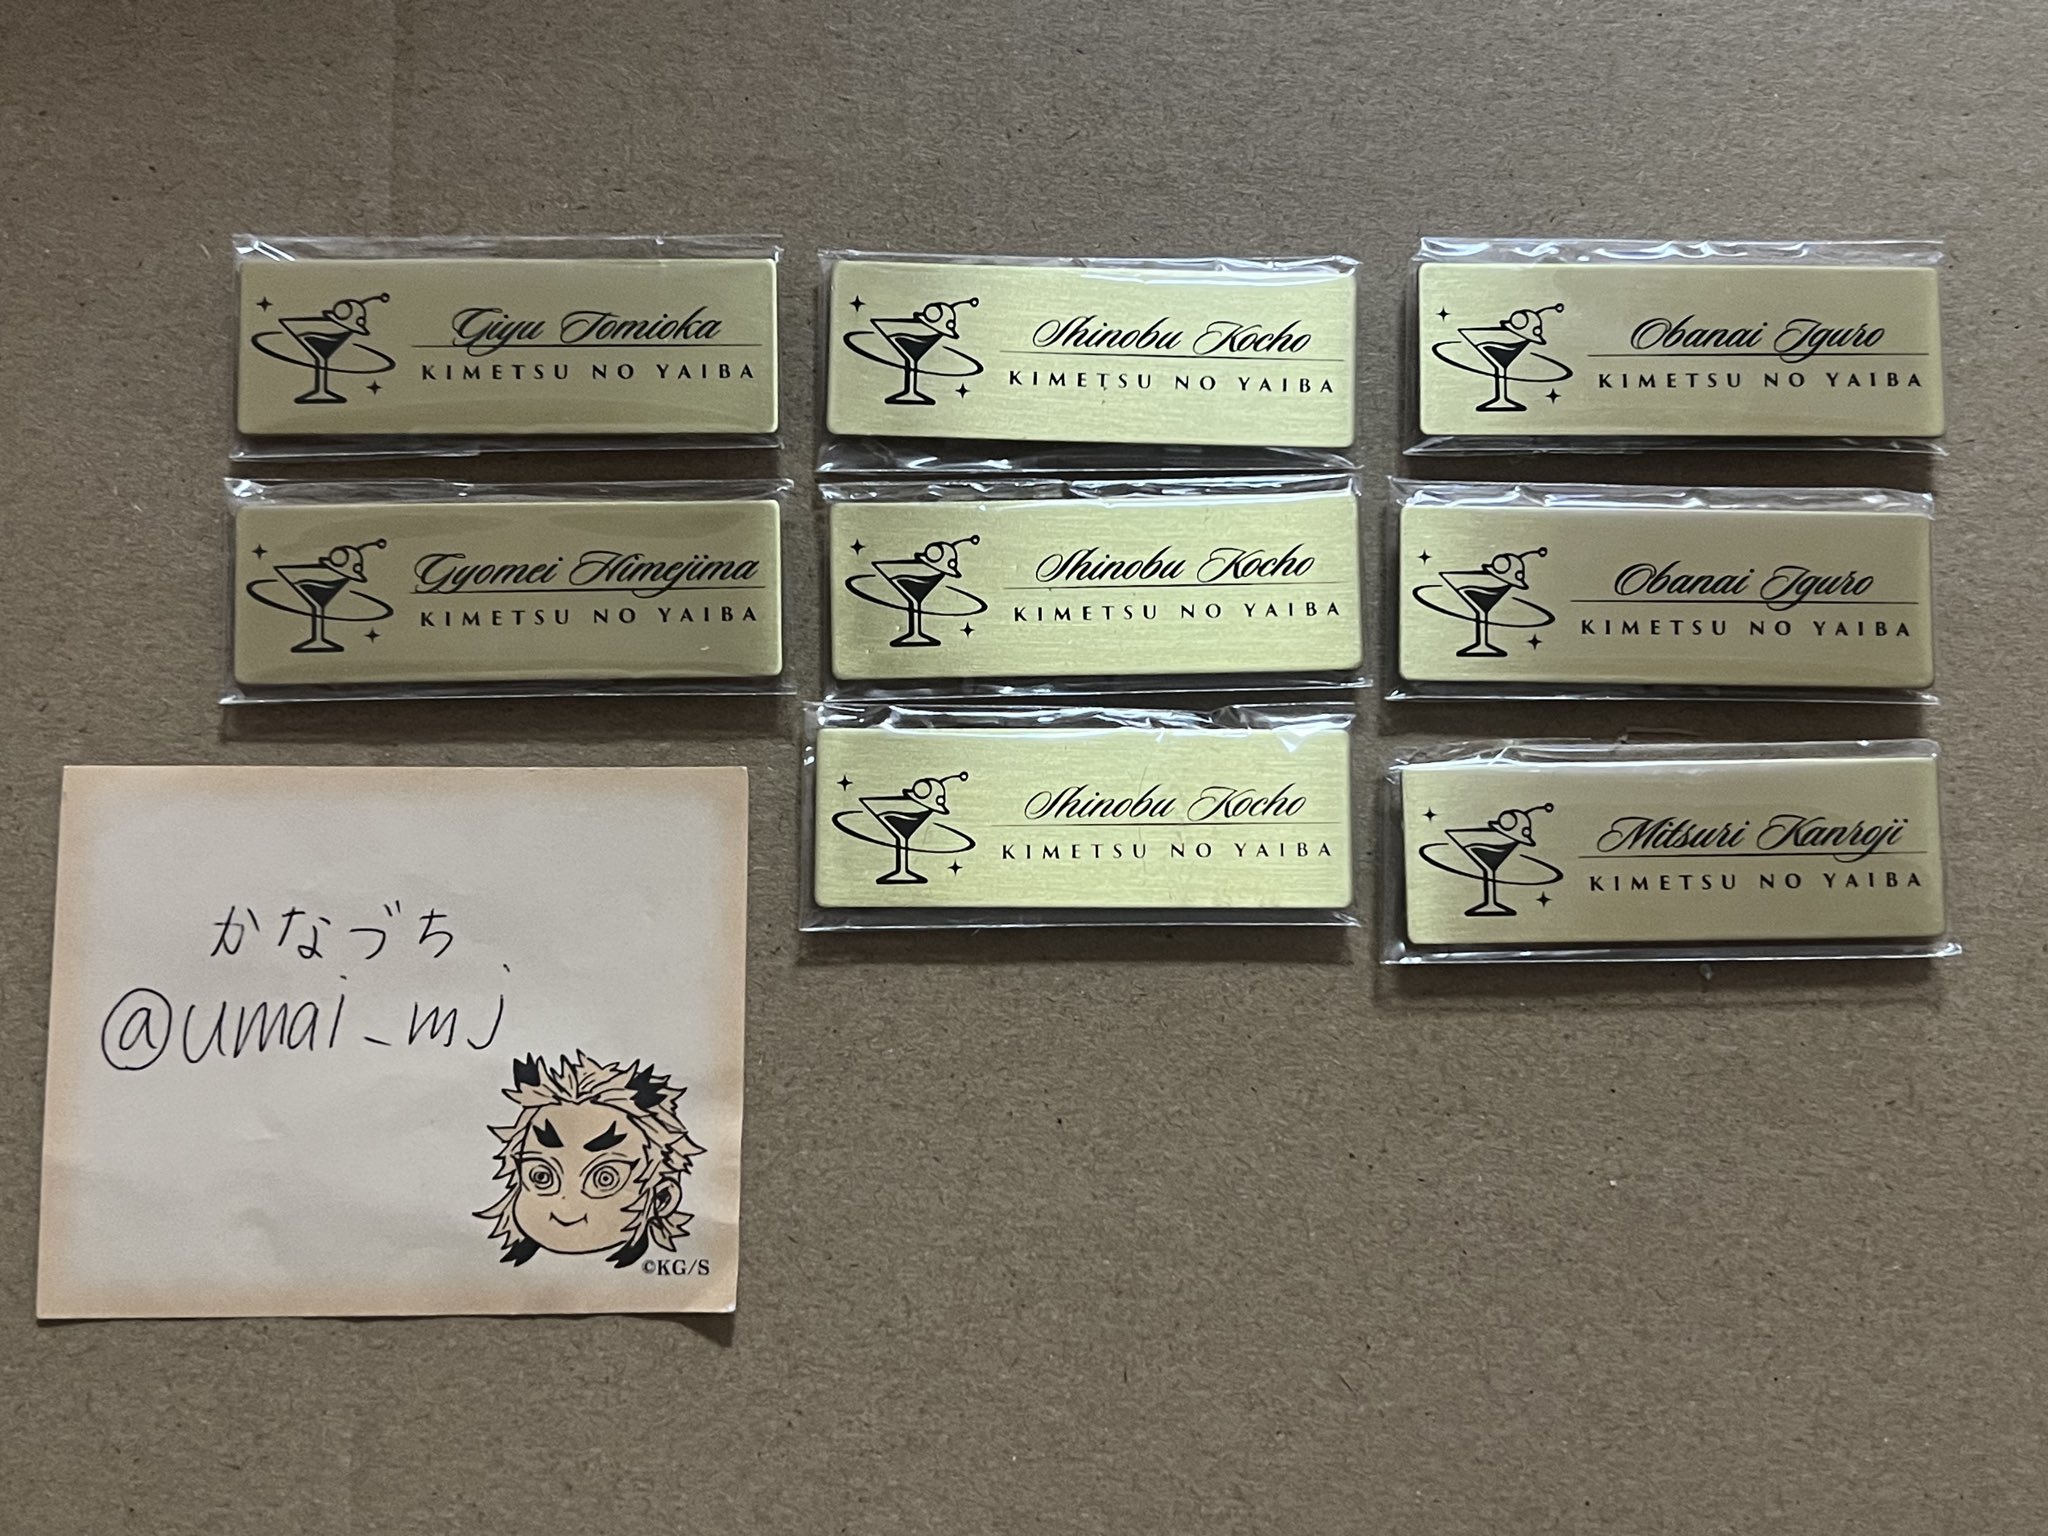 Giyu Tomioka
KIMETSU NO YAIBA
Gyomei Himejima
KIMETSU NO YAIBA
Shinobu Kocho
KIMETSU NO YAIBA
Shinobu Kocho
KIMETSU NO YAIBA
Shinobu Kocho
KIMETSU NO YAIBA
Obanai Iguro
KIMETSU NO YAIBA
Obanai Iguro
KIMETSU NO YAIBA
Mitsuri Kanroji
KIMETSU NO YAIBA
かなづち
@umai_mj
©KG/S